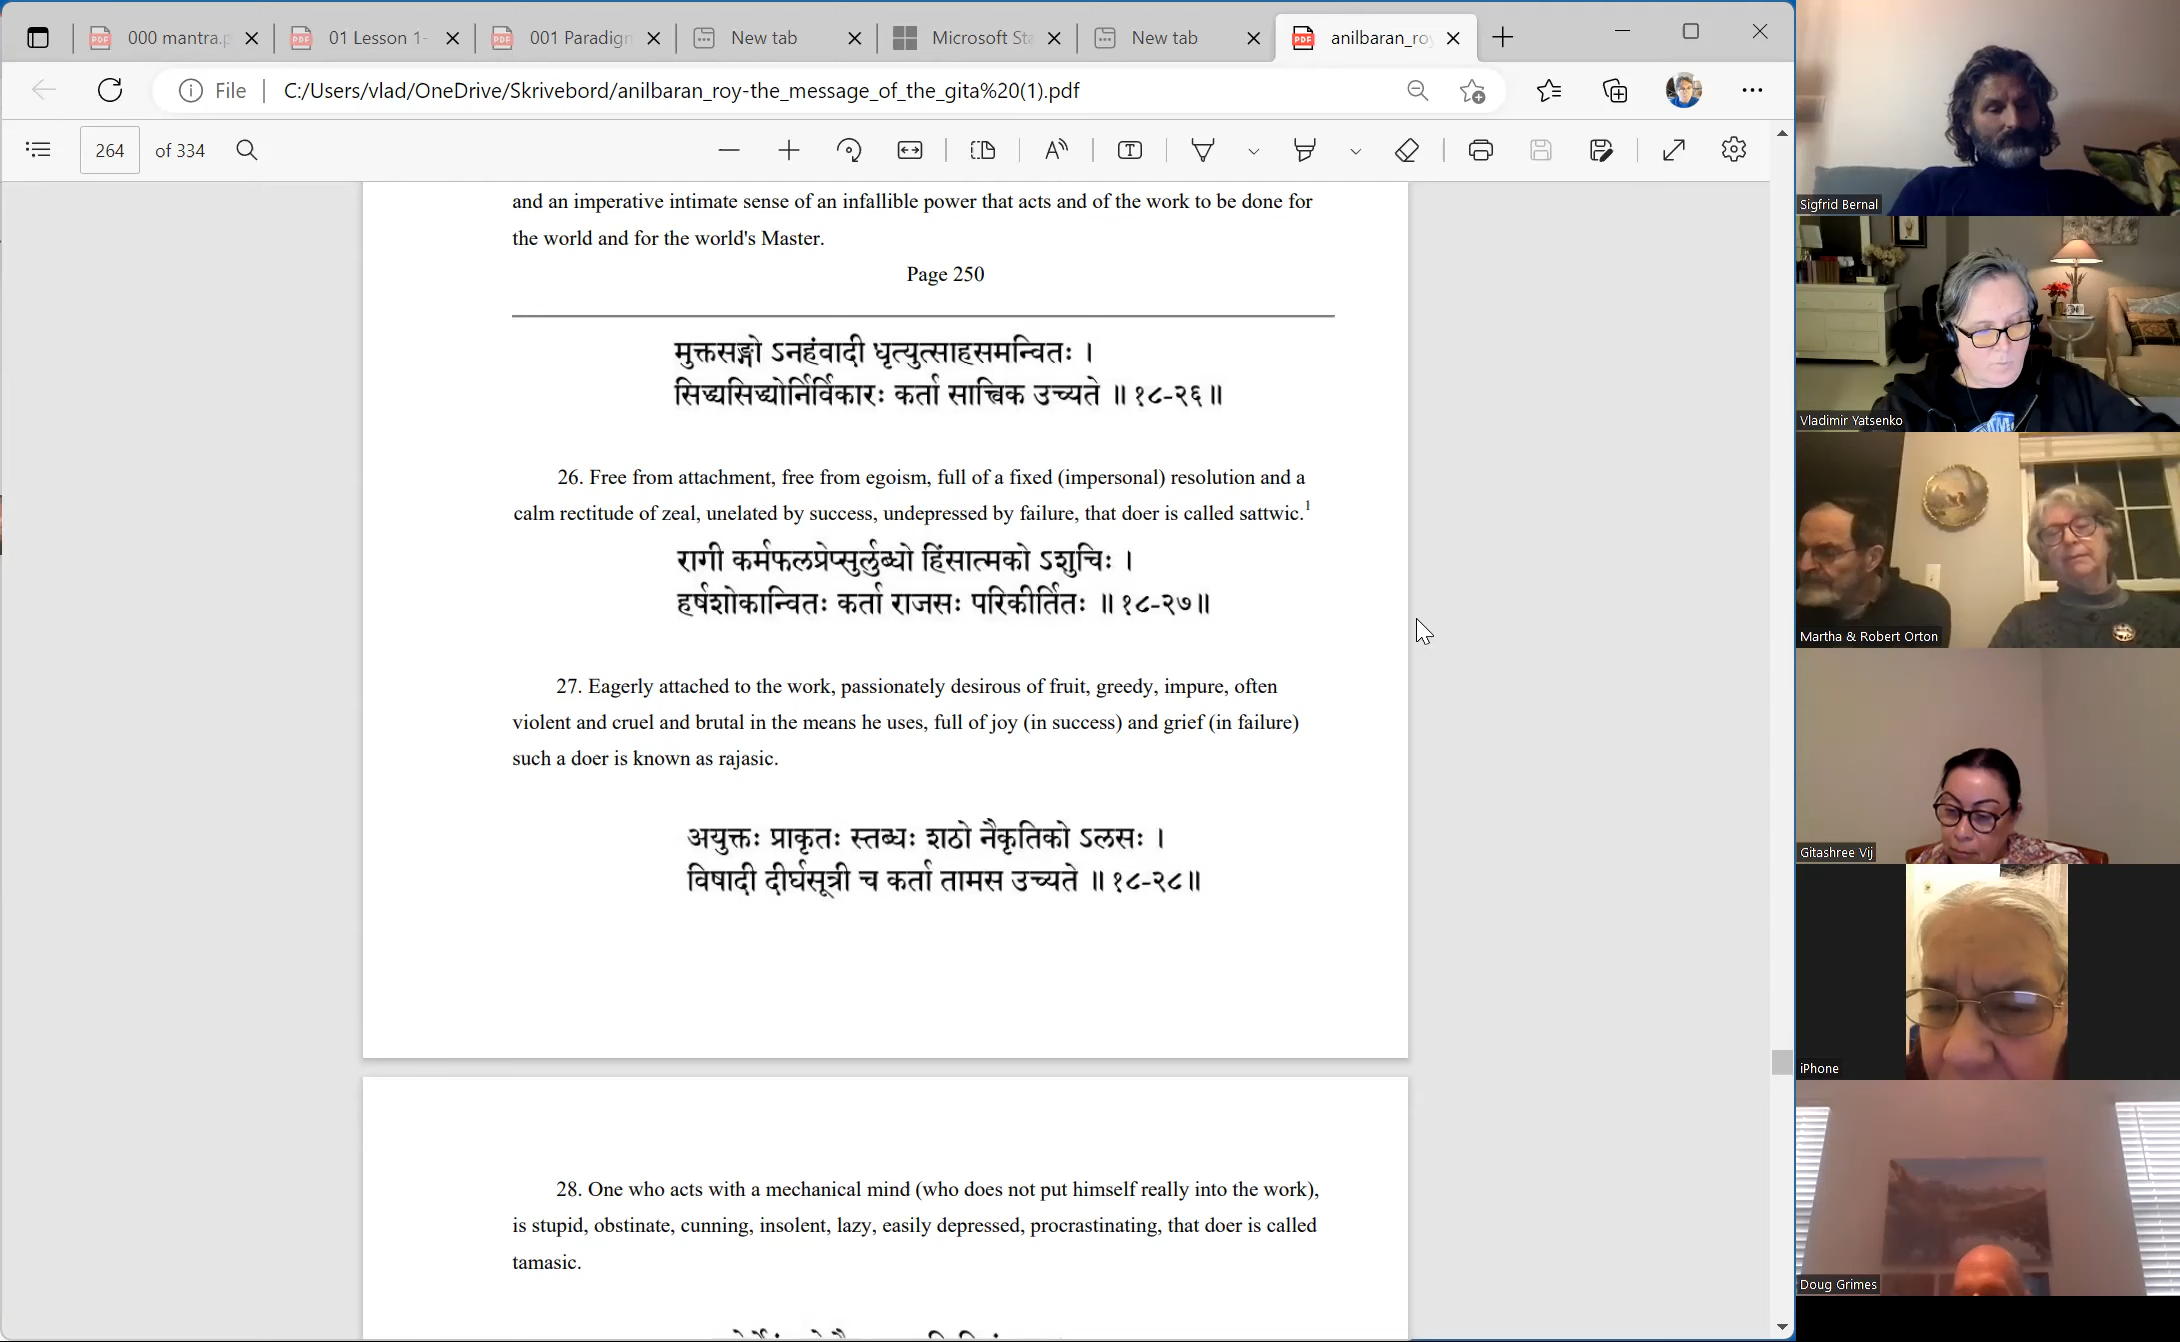 000 mantra.p
01 Lesson 1-
001 Paradign
New tab
Microsoft Sta
New tab
anilbaran_roy
File
C:/Users/vlad/OneDrive/Skrivebord/anilbaran_roy-the_message_of_the_gita%20(1).pdf
264 of 334
and an imperative intimate sense of an infallible power that acts and of the work to be done for
the world and for the world's Master.
Page 250
मुक्तसङ्गो ऽनहंवादी धृत्युत्साहसमन्वितः ।
सिद्ध्यसिद्ध्योर्निर्विकारः कर्ता सात्त्विक उच्यते ॥१८-२६॥
26. Free from attachment, free from egoism, full of a fixed (impersonal) resolution and a
calm rectitude of zeal, unelated by success, undepressed by failure, that doer is called sattwic.1
रागी कर्मफलप्रेप्सुर्लुब्धो हिंसात्मको ऽशुचिः ।
हर्षशोकान्वितः कर्ता राजसः परिकीर्तितः ॥१८-२७॥
27. Eagerly attached to the work, passionately desirous of fruit, greedy, impure, often
violent and cruel and brutal in the means he uses, full of joy (in success) and grief (in failure)
such a doer is known as rajasic.
अयुक्तः प्राकृतः स्तब्धः शठो नैकृतिको ऽलसः ।
विषादी दीर्घसूत्री च कर्ता तामस उच्यते ॥१८-२८॥
28. One who acts with a mechanical mind (who does not put himself really into the work),
is stupid, obstinate, cunning, insolent, lazy, easily depressed, procrastinating, that doer is called
tamasic.
Sigfrid Bernal
Vladimir Yatsenko
Martha & Robert Orton
Gitashree Vij
iPhone
Doug Grimes